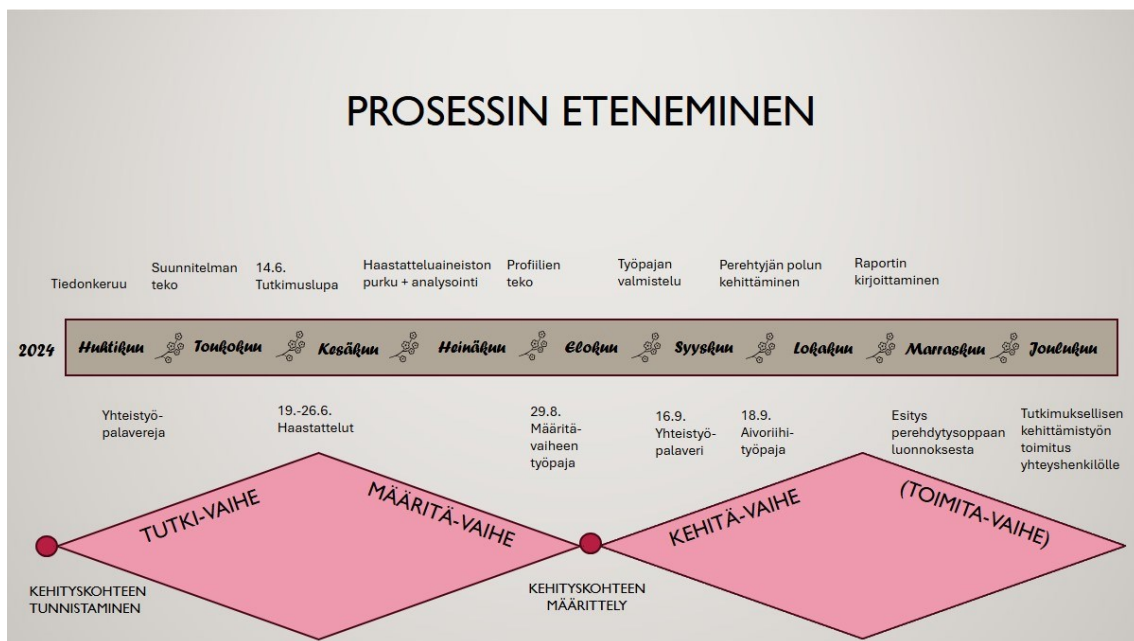 PROSESSIN ETENEMINEN
Tiedonkeruu
Suunnitelman
teko
14.6.
Tutkimuslupa
Haastatteluaineiston
purku + analysointi
Profiilien
teko
Työpajan
valmistelu
Perehtyjän polun
kehittäminen
Raportin
kirjoittaminen
2024 Huhtikuu Toukokuu Kesäkuu Heinäkuu Elokuu Syyskuu Lokakuu Marraskuu Joulukuu
Yhteistyö-
palavereja
19.-26.6.
Haastattelut
29.8.
Määritä-
vaiheen
työpaja
16.9.
Yhteistyö-
palaveri
18.9.
Aivoriihi-
työpaja
Esitys
perehdytysoppaan
luonnoksesta
Tutkimuksellisen
kehittämistyön
toimitus
yhteyshenkilölle
TUTKI-VAIHE
MÄÄRITÄ-VAIHE
KEHITÄ-VAIHE
(TOIMITA-VAIHE)
KEHITYSKOHTEEN
TUNNISTAMINEN
KEHITYSKOHTEEN
MÄÄRITTELY